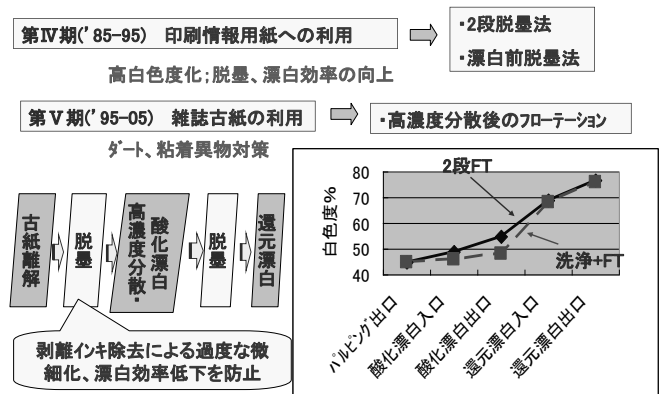 第Ⅳ期('85-95) 印刷情報用紙への利用
・2段脱墨法
・漂白前脱墨法
高白色度化;脱墨、漂白効率の向上
第Ⅴ期('95-05) 雑誌古紙の利用
・高濃度分散後のフローテーション
ダート、粘着異物対策
古紙離解
脱墨
酸化漂白
高濃度分散・
脱墨
還元漂白
剥離インキ除去による過度な微
細化、漂白効率低下を防止
白色度%
80
70
60
50
40
2段FT
洗浄+FT
パルピング出口
酸化漂白入口
酸化漂白出口
還元漂白入口
還元漂白出口